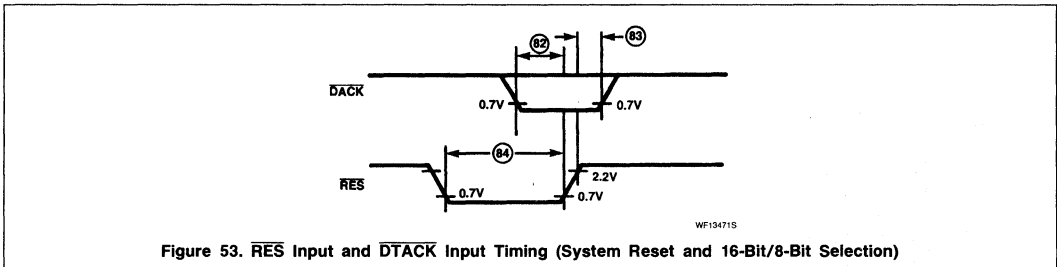 82 83
DACK
0.7V 0.7V
84
2.2V
RES
0.7V 0.7V
WF13471S
Figure 53. RES Input and DTACK Input Timing (System Reset and 16-Bit/8-Bit Selection)